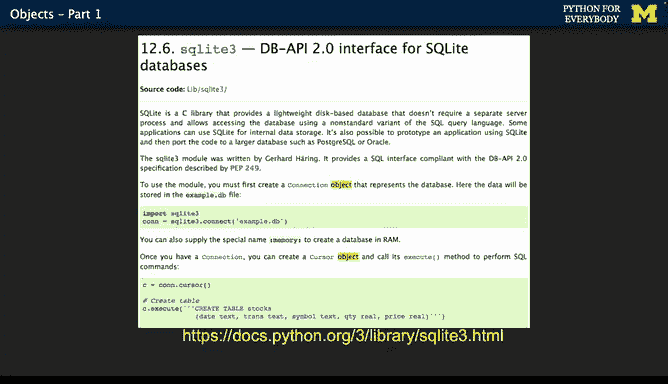 Objects - Part 1
PYTHON FOR
EVERYBODY
M
12.6. sqlite3 — DB-API 2.0 interface for SQLite
databases
Source code: Lib/sqlite3/
SQLite is a C library that provides a lightweight disk-based database that doesn't require a separate server
process and allows accessing the database using a nonstandard variant of the SQL query language. Some
applications can use SQLite for internal data storage. It's also possible to prototype an application using SQLite
and then port the code to a larger database such as PostgreSQL or Oracle.
The sqlite3 module was written by Gerhard Häring. It provides a SQL interface compliant with the DB-API 2.0
specification described by PEP 249.
To use the module, you must first create a Connection object that represents the database. Here the data will be
stored in the example.db file:
import sqlite3
conn = sqlite3.connect('example.db')
You can also supply the special name :memory: to create a database in RAM.
Once you have a Connection, you can create a Cursor object and call its execute() method to perform SQL
commands:
c = conn.cursor()
# Create table
c.execute('''CREATE TABLE stocks
(date text, trans text, symbol text, qty real, price real)''')
https://docs.python.org/3/library/sqlite3.html